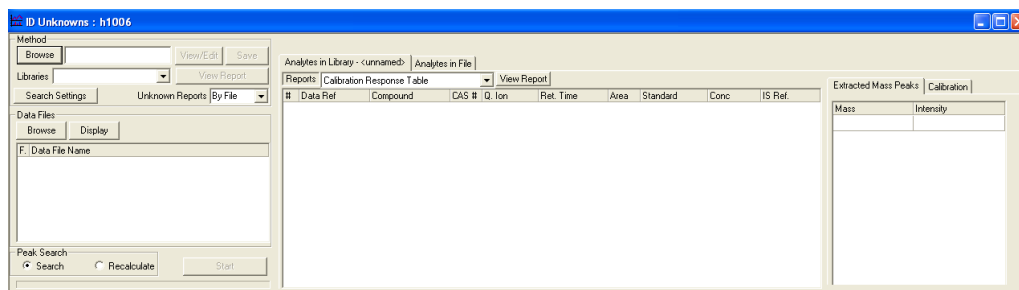 ID Unknowns : h1006
Method
Browse View/Edit Save
Libraries View Report
Search Settings Unknown Reports By File
Data Files
Browse Display
F. Data File Name
Peak Search
Search Recalculate Start
Analytes in Library - <unnamed> Analytes in File
Reports Calibration Response Table View Report
# Data Ref Compound CAS # Q. Ion Ret. Time Area Standard Conc IS Ref.
Extracted Mass Peaks Calibration
Mass Intensity